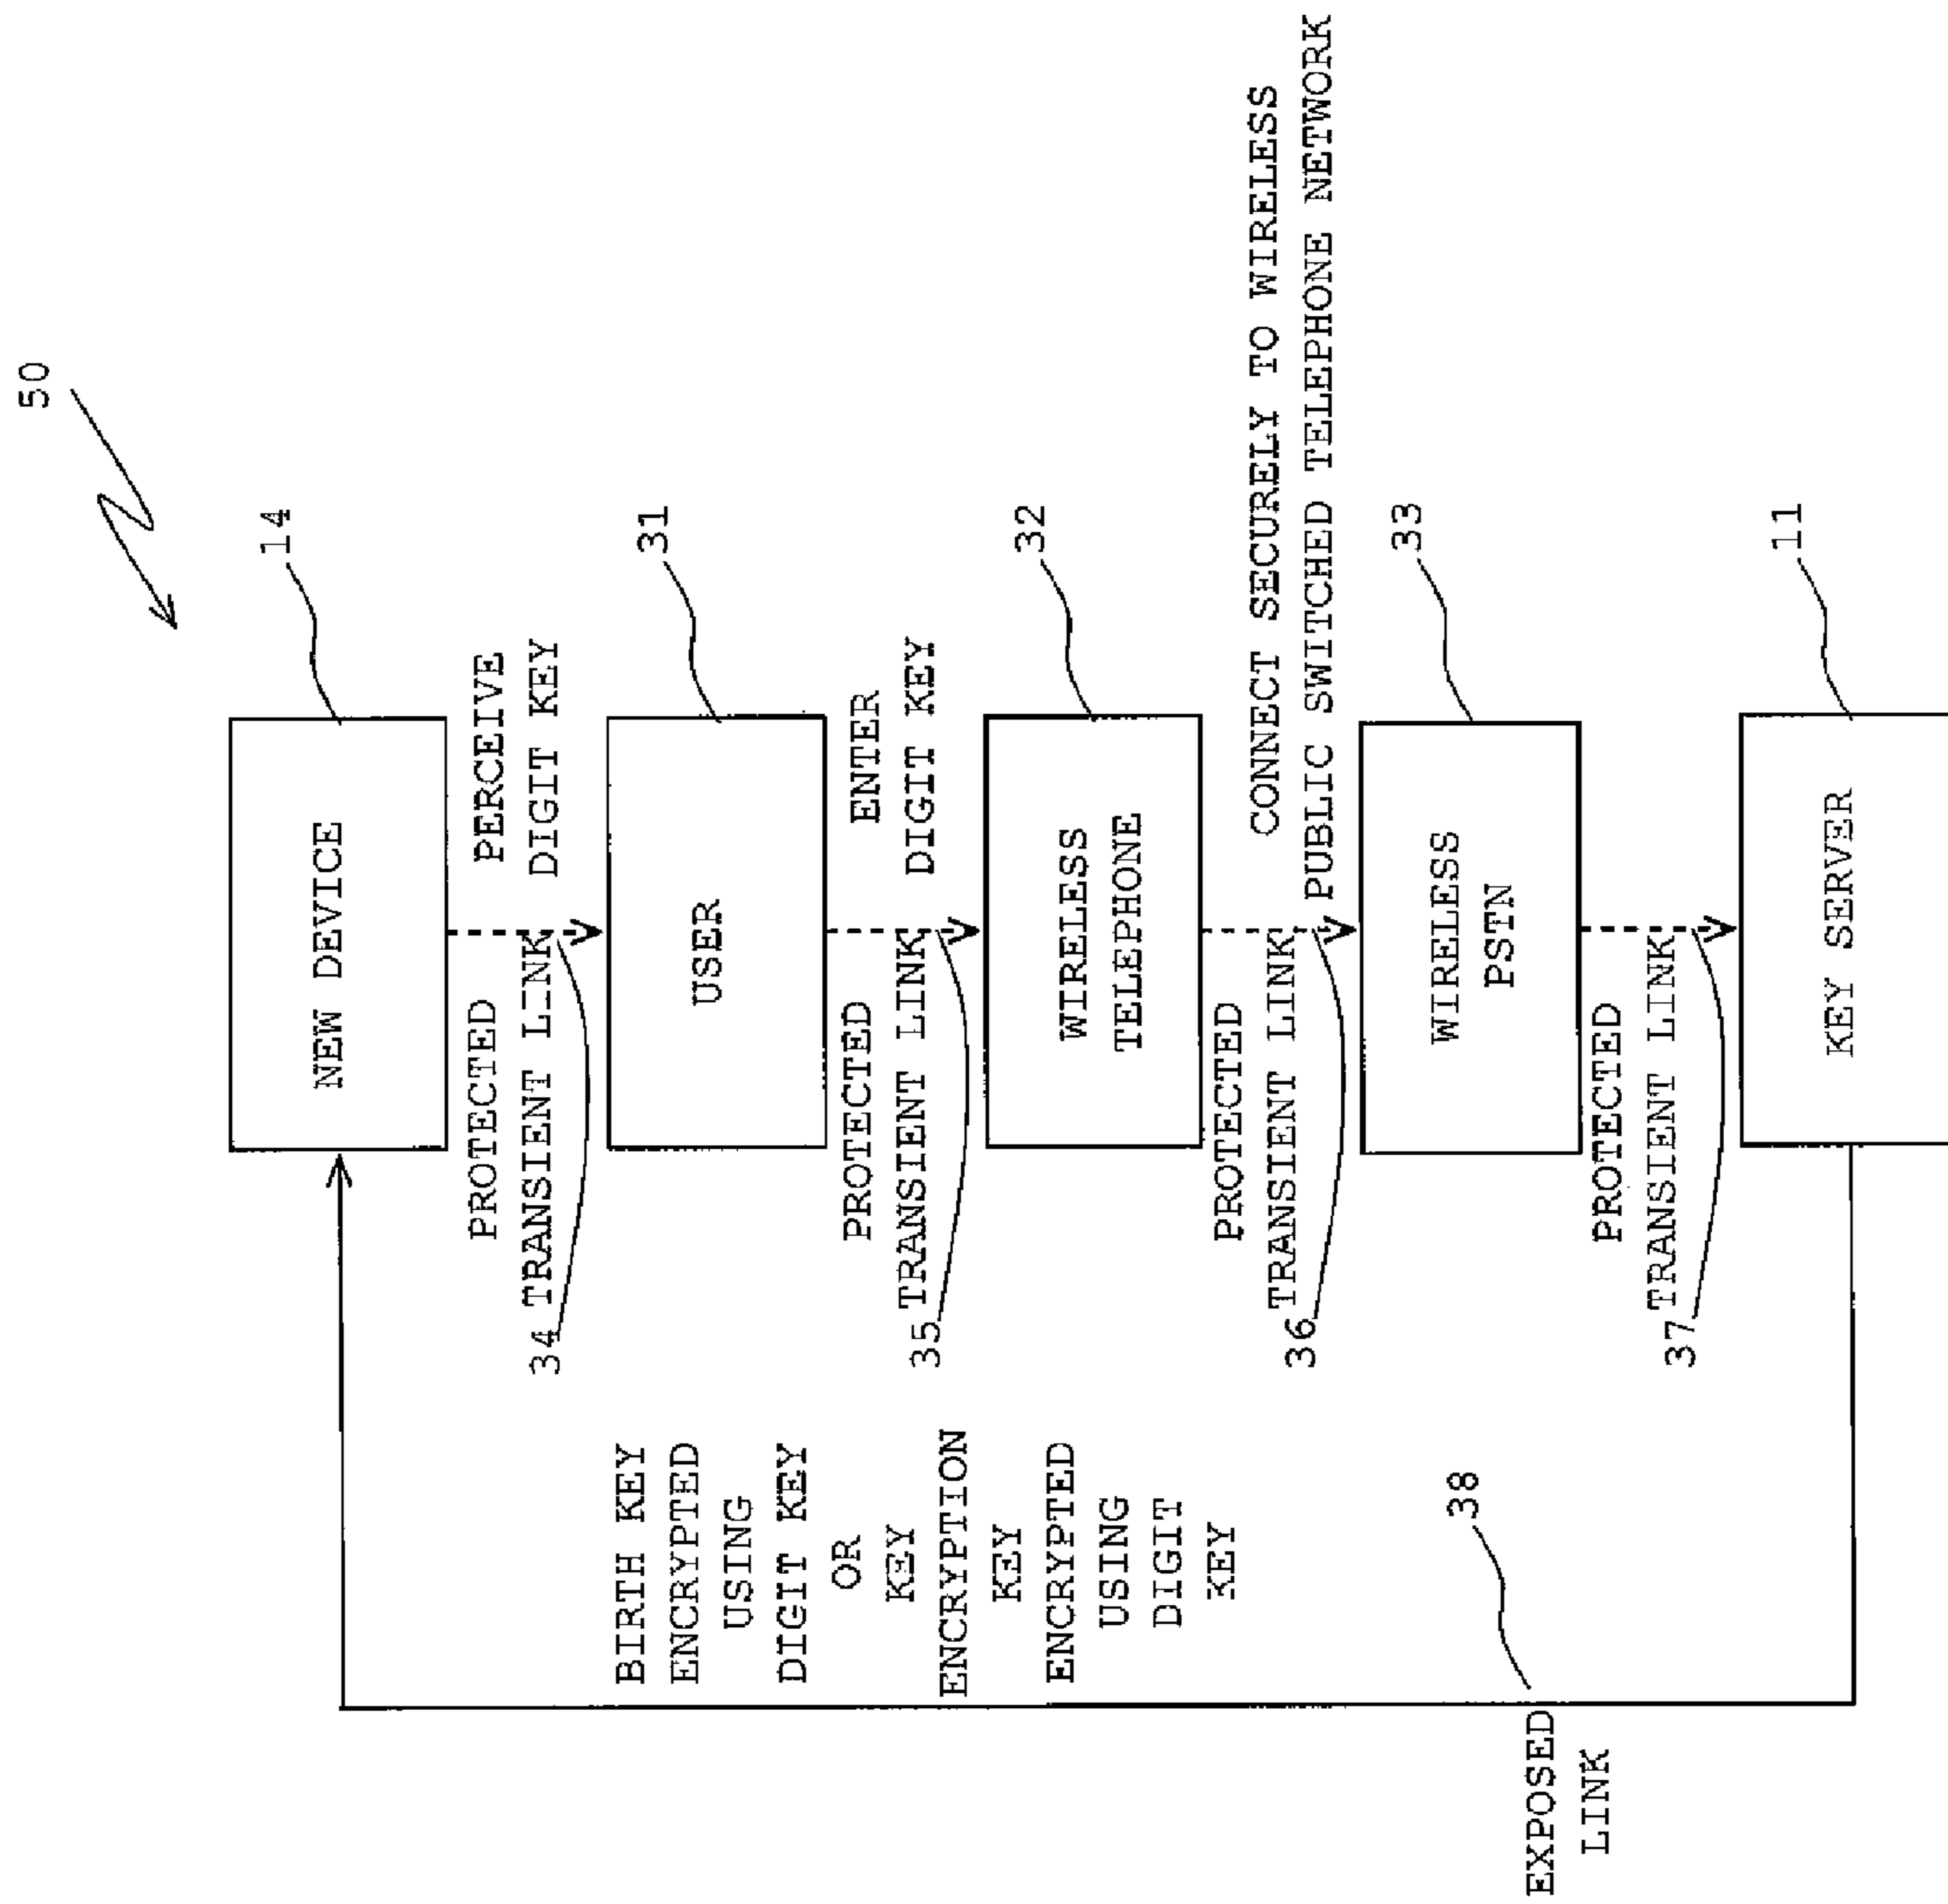 50
14
31
32
33
11
NEW DEVICE
PERCEIVE
DIGIT KEY
USER
ENTER
DIGIT KEY
WIRELESS
TELEPHONE
CONNECT SECURELY TO WIRELESS
PUBLIC SWITCHED TELEPHONE NETWORK
WIRELESS
PSTN
KEY SERVER
PROTECTED
TRANSIENT LINK
34
PROTECTED
TRANSIENT LINK
35
PROTECTED
TRANSIENT LINK
36
PROTECTED
TRANSIENT LINK
37
BIRTH KEY
ENCRYPTED
USING
DIGIT KEY
OR
KEY
ENCRYPTION
KEY
ENCRYPTED
USING
DIGIT
KEY
38
EXPOSED
LINK